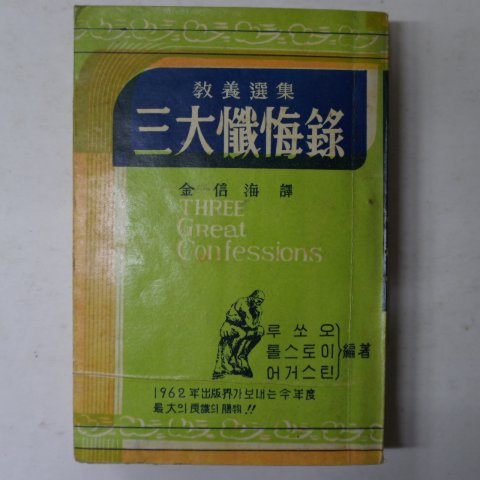 敎養選集
三大懺悔錄
金信海譯
THREE
Great
Confessions
루쏘오
톨스토이
어거스틴
編著
1962年出版界가보내는今年度
最大의良識의膳物!!